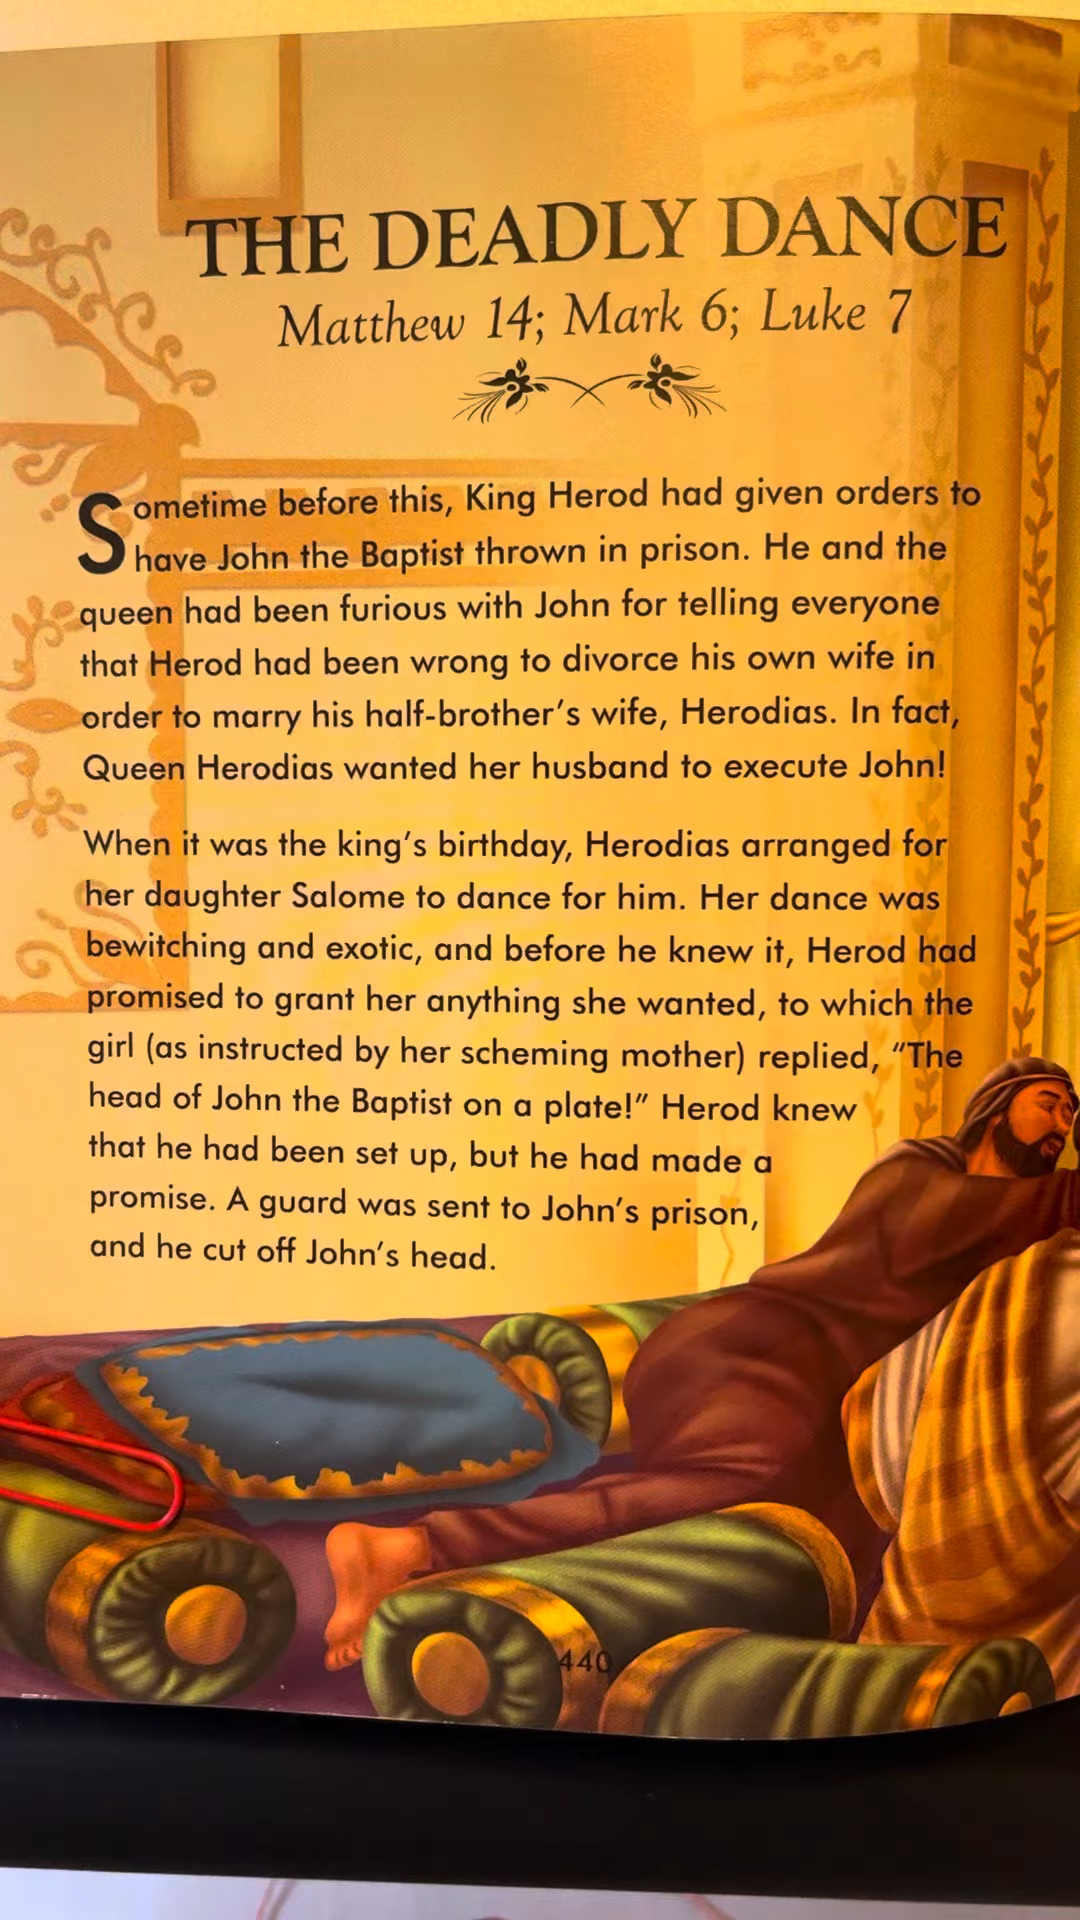 THE DEADLY DANCE
Matthew 14; Mark 6; Luke 7
Sometime before this, King Herod had given orders to
have John the Baptist thrown in prison. He and the
queen had been furious with John for telling everyone
that Herod had been wrong to divorce his own wife in
order to marry his half-brother's wife, Herodias. In fact,
Queen Herodias wanted her husband to execute John!
When it was the king's birthday, Herodias arranged for
her daughter Salome to dance for him. Her dance was
bewitching and exotic, and before he knew it, Herod had
promised to grant her anything she wanted, to which the
girl (as instructed by her scheming mother) replied, "The
head of John the Baptist on a plate!" Herod knew
that he had been set up, but he had made a
promise. A guard was sent to John's prison,
and he cut off John's head.
440